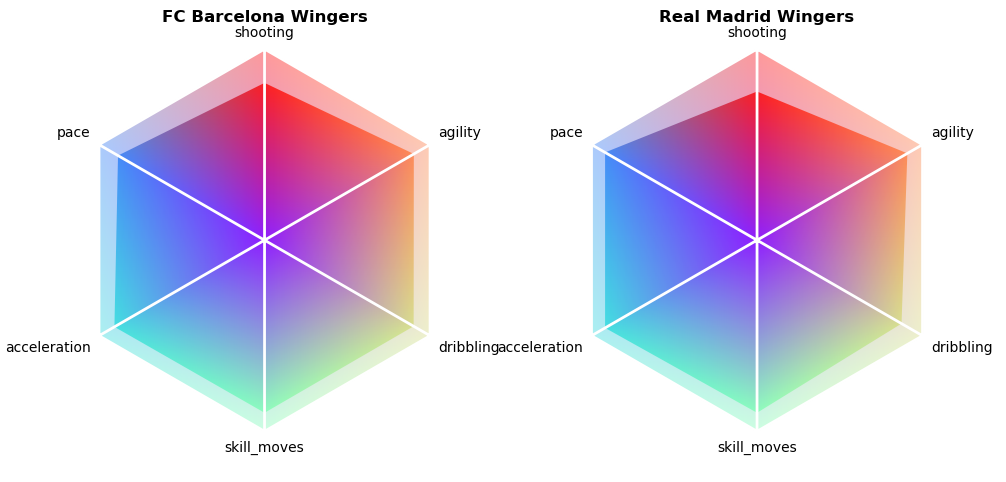 FC Barcelona Wingers
shooting
pace
agility
acceleration
dribbling
skill_moves
Real Madrid Wingers
shooting
pace
agility
acceleration
dribbling
skill_moves